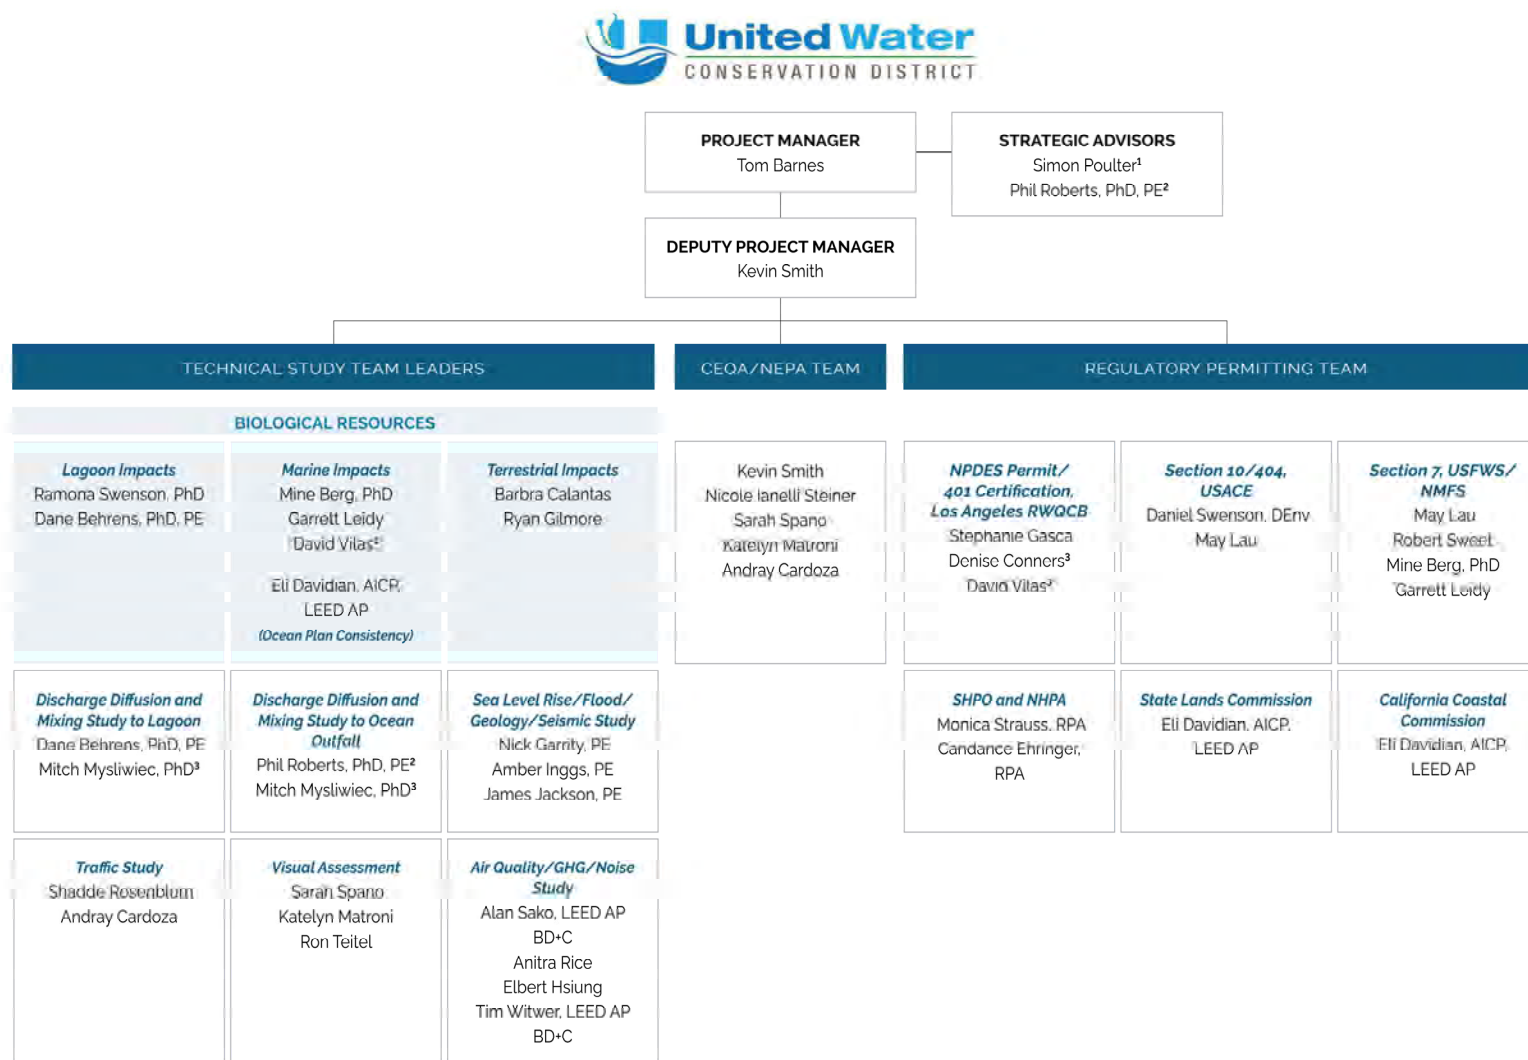 United Water
CONSERVATION DISTRICT
PROJECT MANAGER
Tom Barnes
STRATEGIC ADVISORS
Simon Poulter¹
Phil Roberts, PhD, PE²
DEPUTY PROJECT MANAGER
Kevin Smith
TECHNICAL STUDY TEAM LEADERS
BIOLOGICAL RESOURCES
Lagoon Impacts
Ramona Swenson, PhD
Dane Behrens, PhD, PE
Marine Impacts
Mine Berg, PhD
Garrett Leidy
David Vilas
Eli Davidian, AICP,
LEED AP
(Ocean Plan Consistency)
Terrestrial Impacts
Barbra Calantas
Ryan Gilmore
Discharge Diffusion and
Mixing Study to Lagoon
Dane Behrens, PhD, PE
Mitch Mysliwiec, PhD³
Discharge Diffusion and
Mixing Study to Ocean
Outfall
Phil Roberts, PhD, PE²
Mitch Mysliwiec, PhD³
Sea Level Rise/Flood/
Geology/Seismic Study
Nick Garrity, PE
Amber Inggs, PE
James Jackson, PE
Traffic Study
Shadde Rosenblum
Andray Cardoza
Visual Assessment
Sarah Spano
Katelyn Matroni
Ron Teitel
Air Quality/GHG/Noise
Study
Alan Sako, LEED AP
BD+C
Anitra Rice
Elbert Hsiung
Tim Witwer, LEED AP
BD+C
CEQA/NEPA TEAM
Kevin Smith
Nicole Ianelli Steiner
Sarah Spano
Katelyn Matroni
Andray Cardoza
REGULATORY PERMITTING TEAM
NPDES Permit/
401 Certification,
Los Angeles RWQCB
Stephanie Gasca
Denise Conners³
David Vilas
Section 10/404,
USACE
Daniel Swenson, DEnv
May Lau
Section 7, USFWS/
NMFS
May Lau
Robert Sweet
Mine Berg, PhD
Garrett Leidy
SHPO and NHPA
Monica Strauss, RPA
Candance Ehringer,
RPA
State Lands Commission
Eli Davidian, AICP,
LEED AP
California Coastal
Commission
Eli Davidian, AICP,
LEED AP